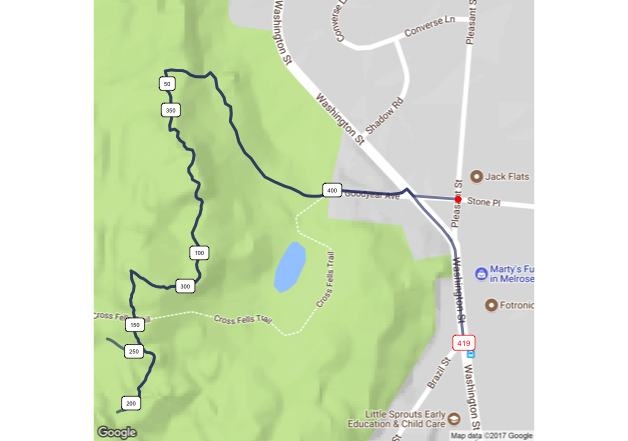 Washington St
Converse Ln
Converse Ln
Pleasant St
50
350
Washington St
Shadow Rd
Jack Flats
400
Goodyear Ave
Pleasant St
Stone Pl
100
Cross Fells Trail
Washington St
Marty's Fu
in Melrose
300
Fotronic
Cross Fells Trail
Cross Fells Trail
150
419
250
Brazil St
Washington St
200
Little Sprouts Early
Education & Child Care
St
Google
Map data ©2017 Google